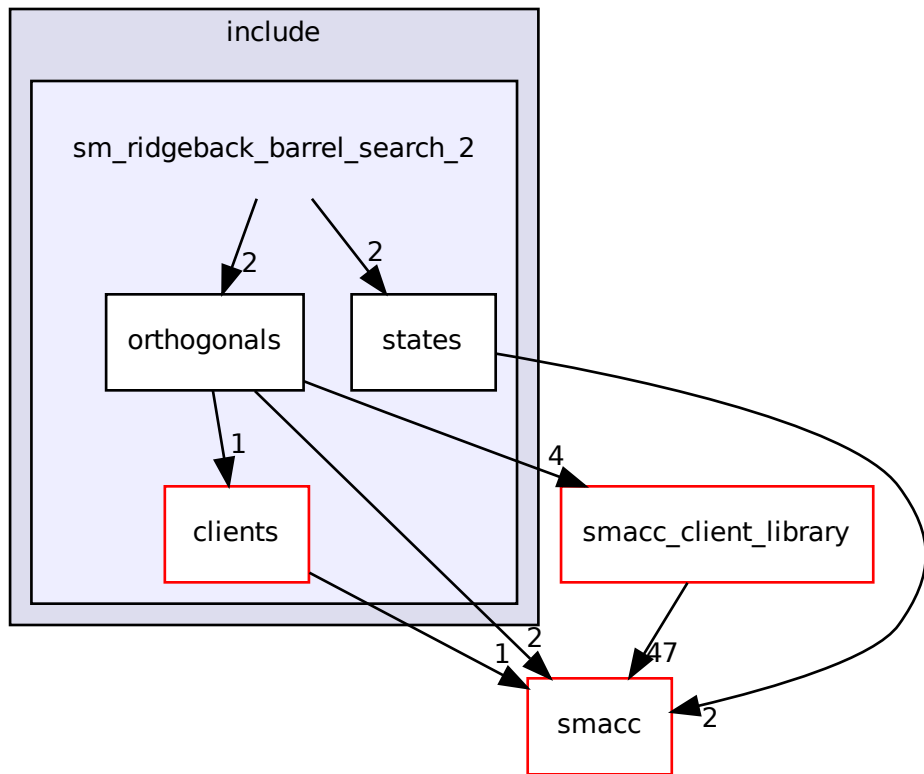 include
sm_ridgeback_barrel_search_2
2
2
orthogonals
states
1
4
clients
smacc_client_library
1
2
47
2
smacc